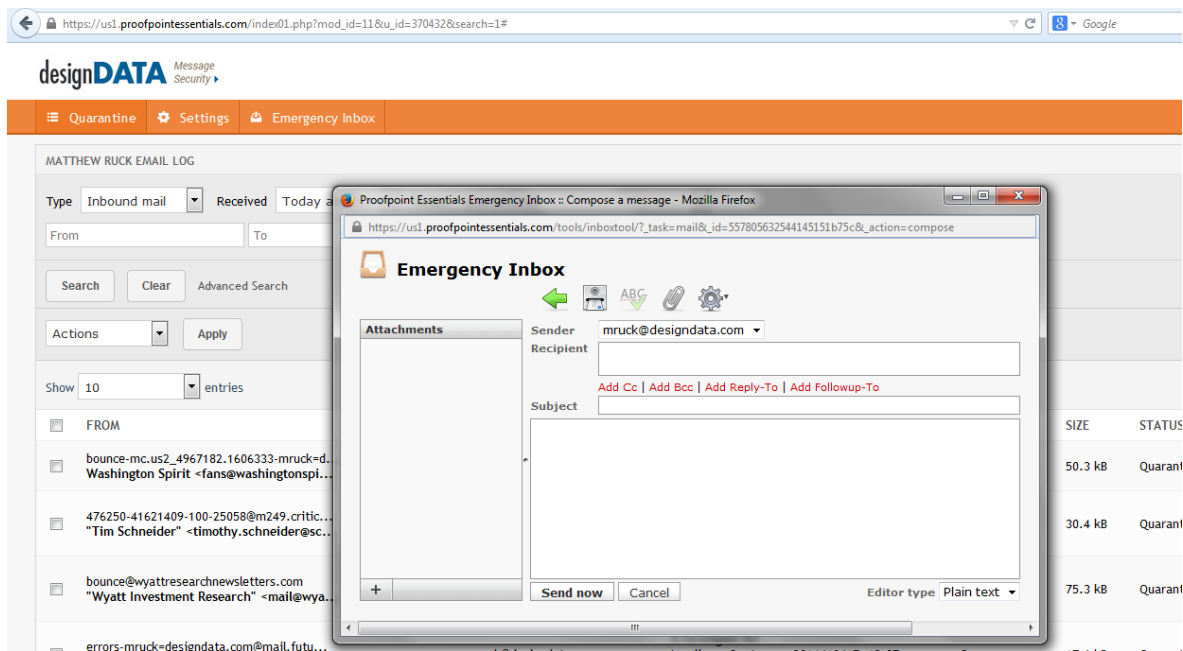 https://us1.proofpointessentials.com/index01.php?mod_id=11&u_id=370432&search=1#
Google
designDATA Message Security
Quarantine Settings Emergency Inbox
MATTHEW RUCK EMAIL LOG
Type Inbound mail Received Today a
From To
Search Clear Advanced Search
Actions Apply
Show 10 entries
FROM SIZE STATUS
bounce-mc.us2_4967182.1606333-mruck=d...
Washington Spirit <fans@washingtonspi... 50.3 kB Quarant
476250-41621409-100-25058@m249.critic...
"Tim Schneider" <timothy.schneider@sc... 30.4 kB Quarant
bounce@wyattresearchnewsletters.com
"Wyatt Investment Research" <mail@wya... 75.3 kB Quarant
errors-mruck=designdata.com@mail.futu...
Proofpoint Essentials Emergency Inbox :: Compose a message - Mozilla Firefox
https://us1.proofpointessentials.com/tools/inboxtool/?_task=mail&_id=557805632544145151b75c&_action=compose
Emergency Inbox
ABC
Attachments
Sender mruck@designdata.com
Recipient
Add Cc | Add Bcc | Add Reply-To | Add Followup-To
Subject
+ Send now Cancel Editor type Plain text